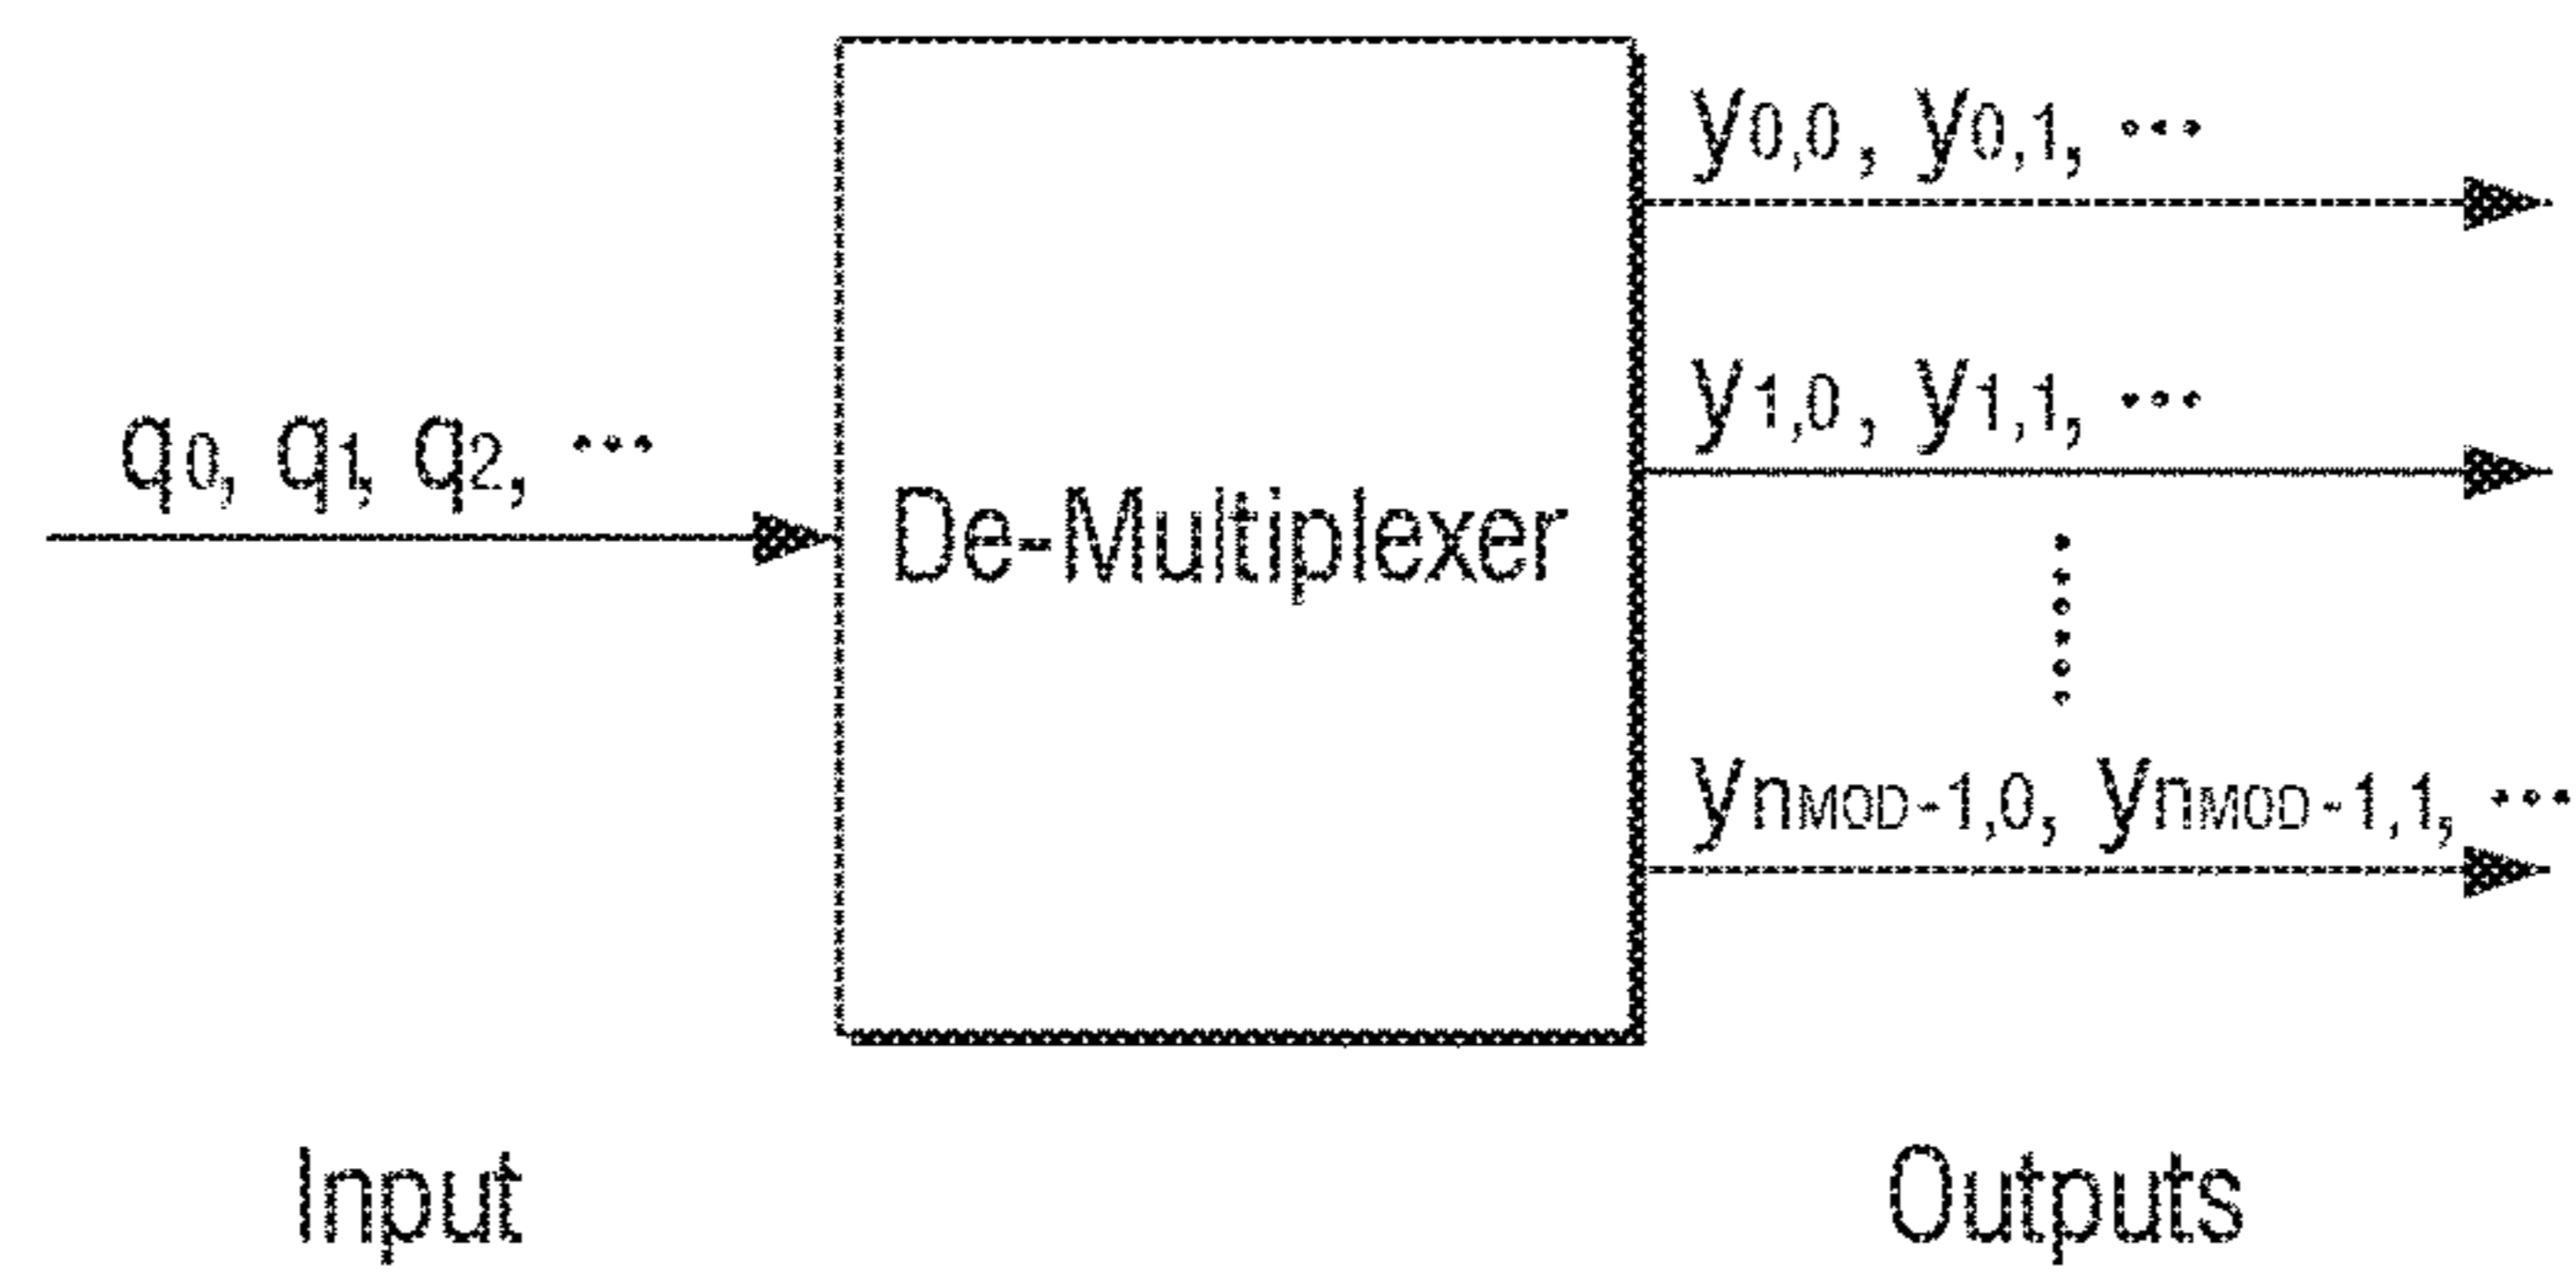 y0,0, y0,1, ...
q0, q1, q2, ...
De-Multiplexer
y1,0, y1,1, ...
ynMOD-1,0, ynMOD-1,1, ...
Input
Outputs